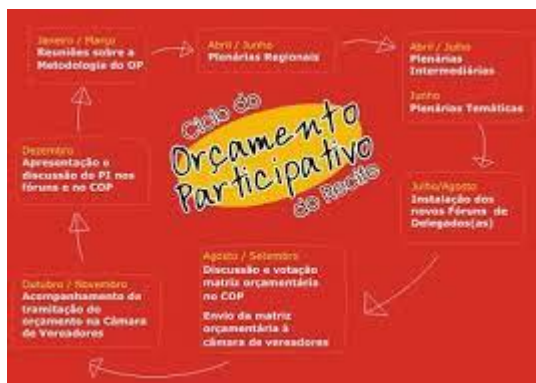 Janeiro / Março
Reuniões sobre a
Metodologia do OP
Abril / Junho
Plenárias Regionais
Abril / Julho
Plenárias
Intermediárias
Junho
Plenárias Temáticas
Julho/Agosto
Instalação dos
novos Fóruns de
Delegados(as)
Agosto / Setembro
Discussão e votação
matriz orçamentária
no COP
Envio da matriz
orçamentária à
câmara de vereadores
Outubro / Novembro
Acompanhamento de
tramitação do
orçamento na Câmara
de Vereadores
Dezembro
Apresentação e
discussão do PI nos
fóruns e no COP
Ciclo do
Orçamento
Participativo
do Recife